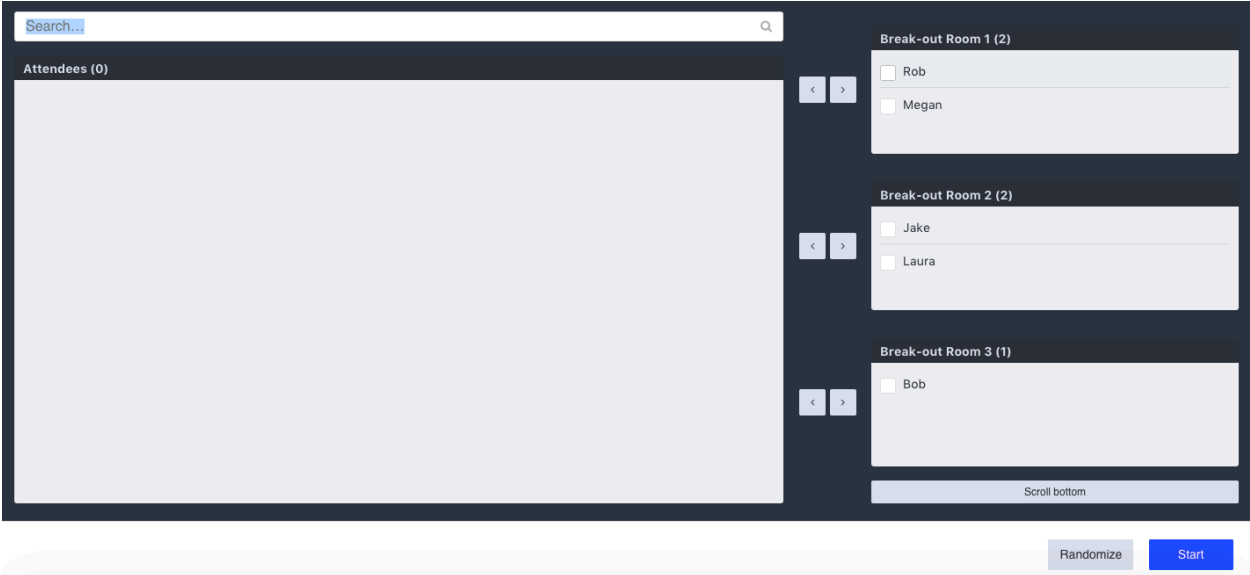 Search...
Attendees (0)
<
>
Break-out Room 1 (2)
Rob
Megan
<
>
Break-out Room 2 (2)
Jake
Laura
<
>
Break-out Room 3 (1)
Bob
Scroll bottom
Randomize
Start